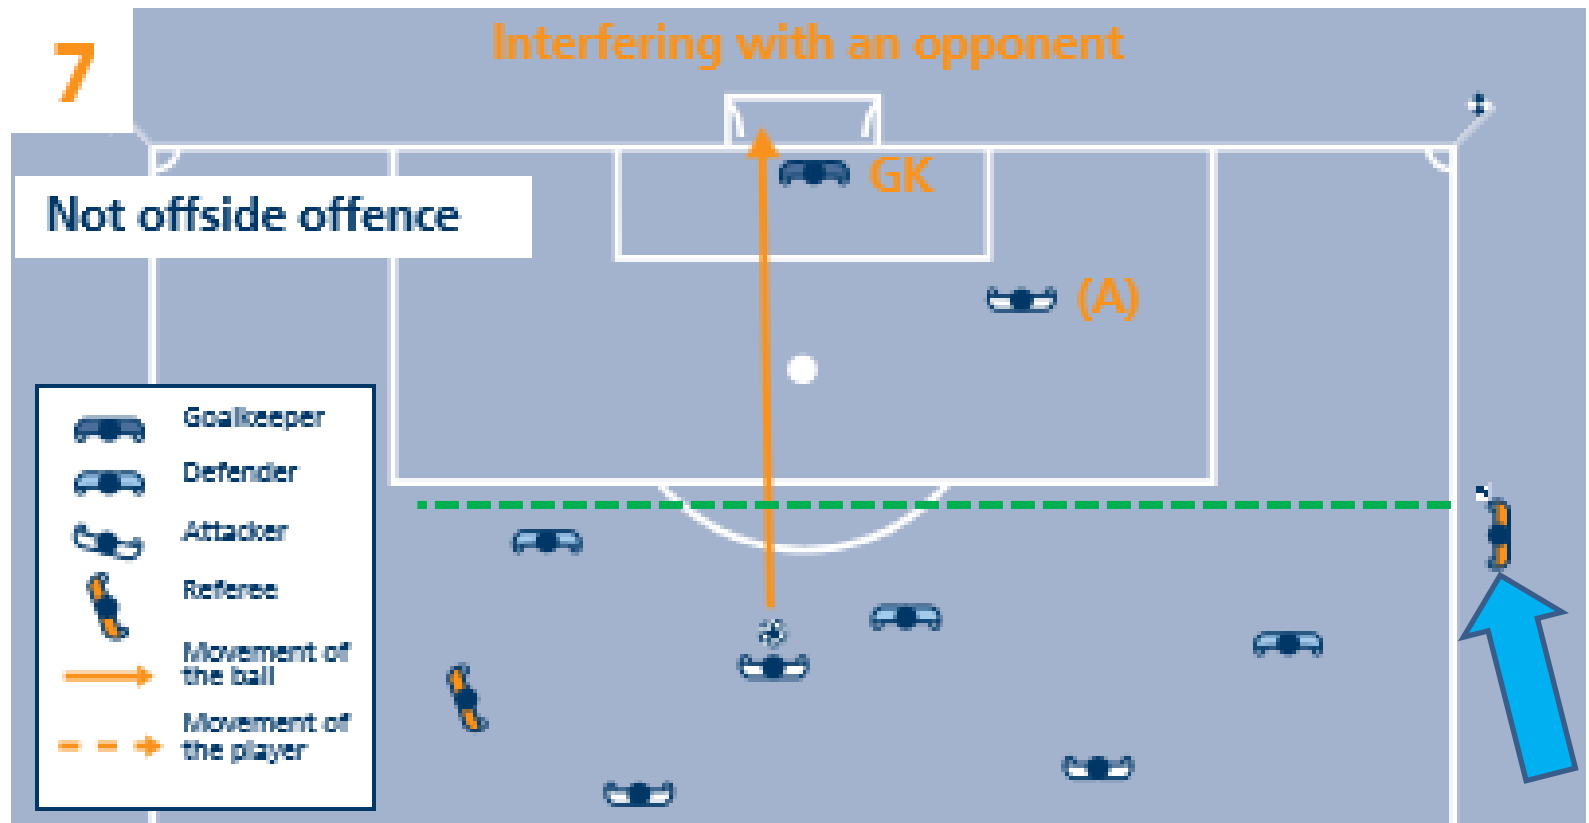 7
Interfering with an opponent
GK
Not offside offence
(A)
Goalkeeper
Defender
Attacker
Referee
Movement of
the ball
Movement of
the player